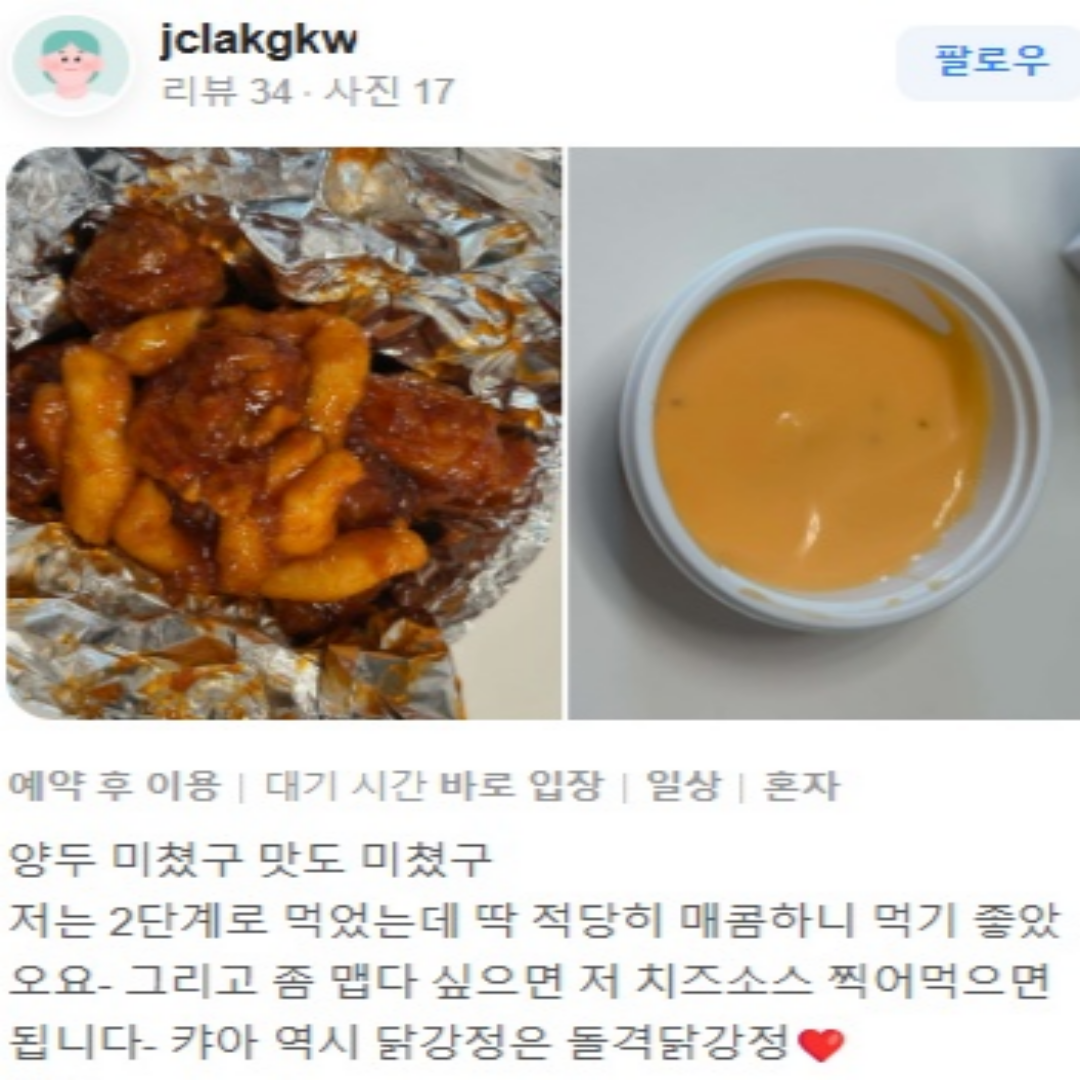 jclakgkw
팔로우
리뷰 34 · 사진 17
예약 후 이용 | 대기 시간 바로 입장 | 일상 | 혼자
양두 미쳤구 맛도 미쳤구
저는 2단계로 먹었는데 딱 적당히 매콤하니 먹기 좋았
오요- 그리고 좀 맵다 싶으면 저 치즈소스 찍어먹으면
됩니다- 캬아 역시 닭강정은 돌격닭강정❤️